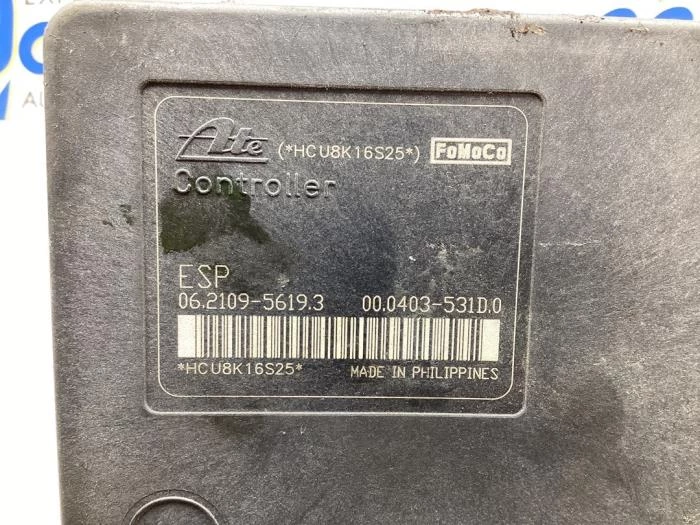 Ate (*HCU8K16S25*) FoMoCo
Controller
ESP
06.2109-5619.3 00.0403-531D.0
*HCU8K16S25* MADE IN PHILIPPINES